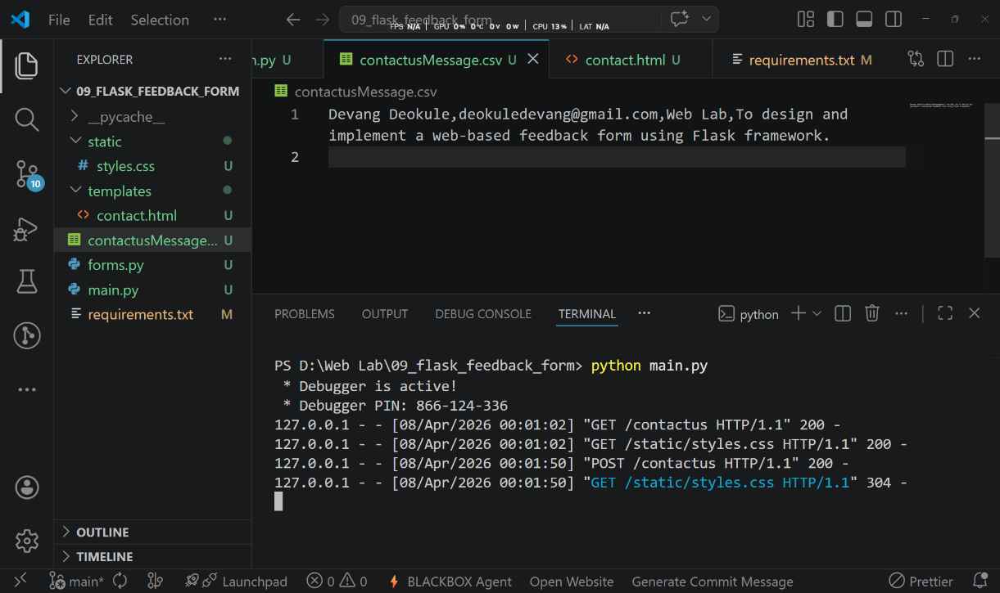 File Edit Selection ··· 09_flask_feedback_form
FPS N/A | GPU 0% 0°C 0V 0W | CPU 13% | LAT N/A
EXPLORER ···
09_FLASK_FEEDBACK_FORM
__pycache__
static
# styles.css U
templates
<> contact.html U
contactusMessage... U
forms.py U
main.py U
requirements.txt M
OUTLINE
TIMELINE
10
n.py U contactusMessage.csv U contact.html U requirements.txt M ···
contactusMessage.csv
1 Devang Deokule,deokuledevang@gmail.com,Web Lab,To design and
implement a web-based feedback form using Flask framework.
2
PROBLEMS OUTPUT DEBUG CONSOLE TERMINAL ··· python
PS D:\Web Lab\09_flask_feedback_form> python main.py
* Debugger is active!
* Debugger PIN: 866-124-336
127.0.0.1 - - [08/Apr/2026 00:01:02] "GET /contactus HTTP/1.1" 200 -
127.0.0.1 - - [08/Apr/2026 00:01:02] "GET /static/styles.css HTTP/1.1" 200 -
127.0.0.1 - - [08/Apr/2026 00:01:50] "POST /contactus HTTP/1.1" 200 -
127.0.0.1 - - [08/Apr/2026 00:01:50] "GET /static/styles.css HTTP/1.1" 304 -
main* Launchpad 0 0 BLACKBOX Agent Open Website Generate Commit Message Prettier